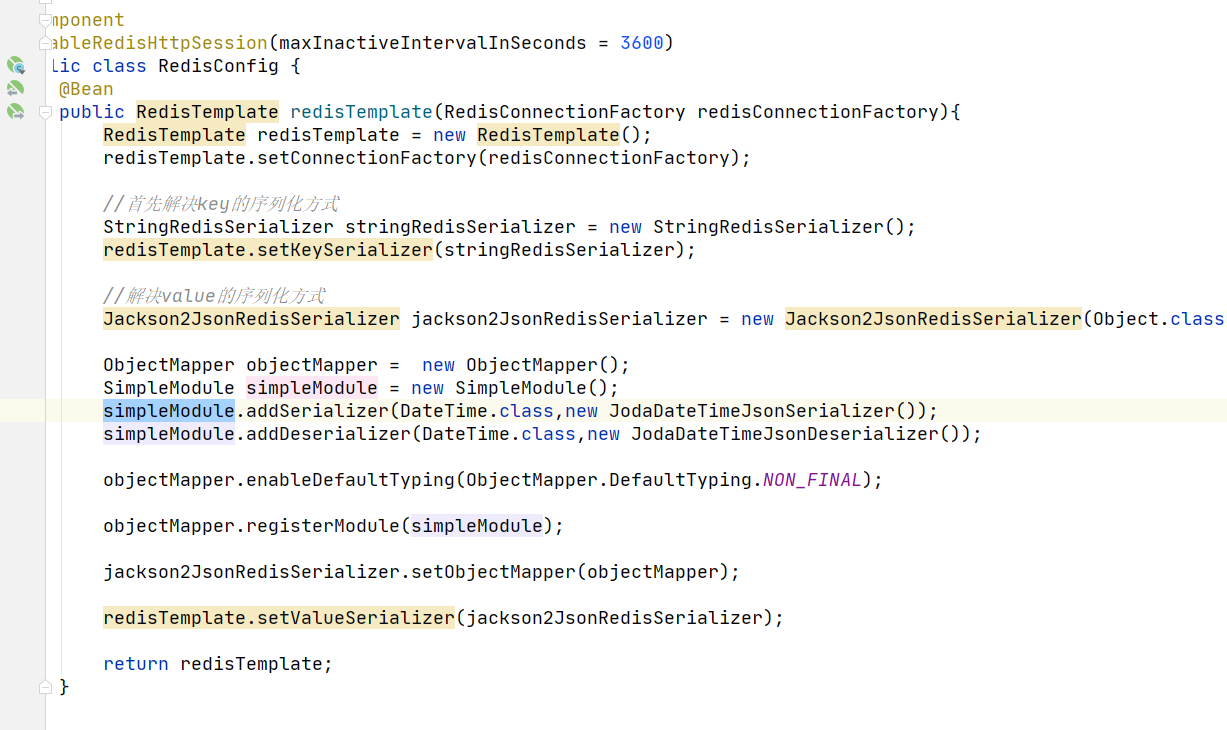 mponent
ableRedisHttpSession(maxInactiveIntervalInSeconds = 3600)
lic class RedisConfig {
@Bean
public RedisTemplate redisTemplate(RedisConnectionFactory redisConnectionFactory){
RedisTemplate redisTemplate = new RedisTemplate();
redisTemplate.setConnectionFactory(redisConnectionFactory);
//首先解决key的序列化方式
StringRedisSerializer stringRedisSerializer = new StringRedisSerializer();
redisTemplate.setKeySerializer(stringRedisSerializer);
//解决value的序列化方式
Jackson2JsonRedisSerializer jackson2JsonRedisSerializer = new Jackson2JsonRedisSerializer(Object.class
ObjectMapper objectMapper =  new ObjectMapper();
SimpleModule simpleModule = new SimpleModule();
simpleModule.addSerializer(DateTime.class,new JodaDateTimeJsonSerializer());
simpleModule.addDeserializer(DateTime.class,new JodaDateTimeJsonDeserializer());
objectMapper.enableDefaultTyping(ObjectMapper.DefaultTyping.NON_FINAL);
objectMapper.registerModule(simpleModule);
jackson2JsonRedisSerializer.setObjectMapper(objectMapper);
redisTemplate.setValueSerializer(jackson2JsonRedisSerializer);
return redisTemplate;
}